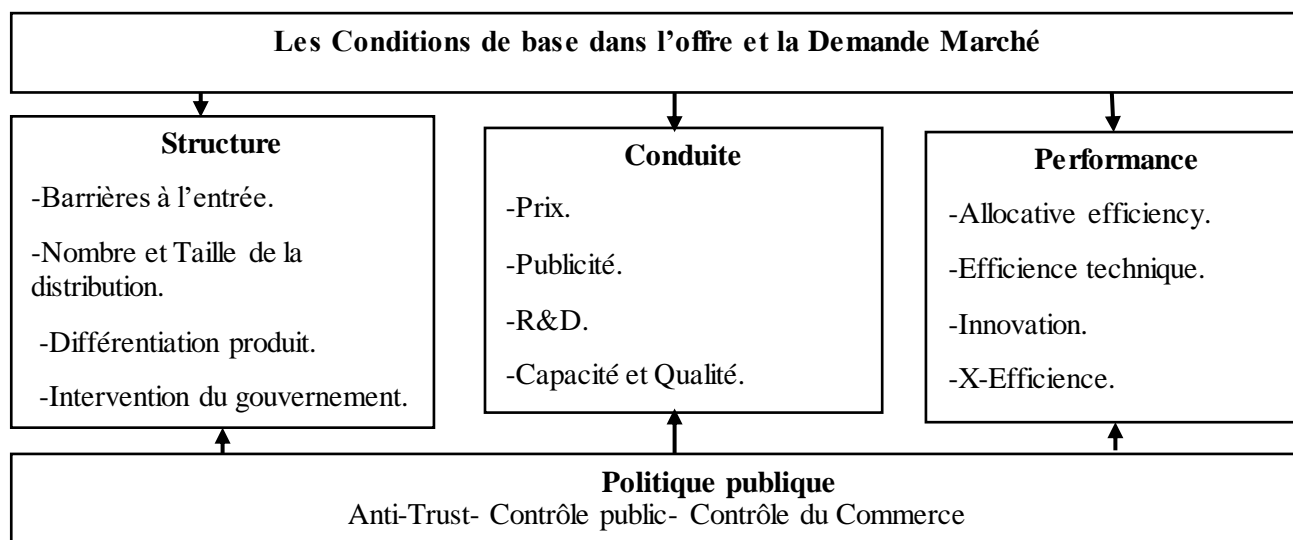 Les Conditions de base dans l'offre et la Demande Marché
Structure
-Barrières à l'entrée.
-Nombre et Taille de la
distribution.
-Différentiation produit.
-Intervention du gouvernement.
Conduite
-Prix.
-Publicité.
-R&D.
-Capacité et Qualité.
Performance
-Allocative efficiency.
-Efficience technique.
-Innovation.
-X-Efficience.
Politique publique
Anti-Trust- Contrôle public- Contrôle du Commerce